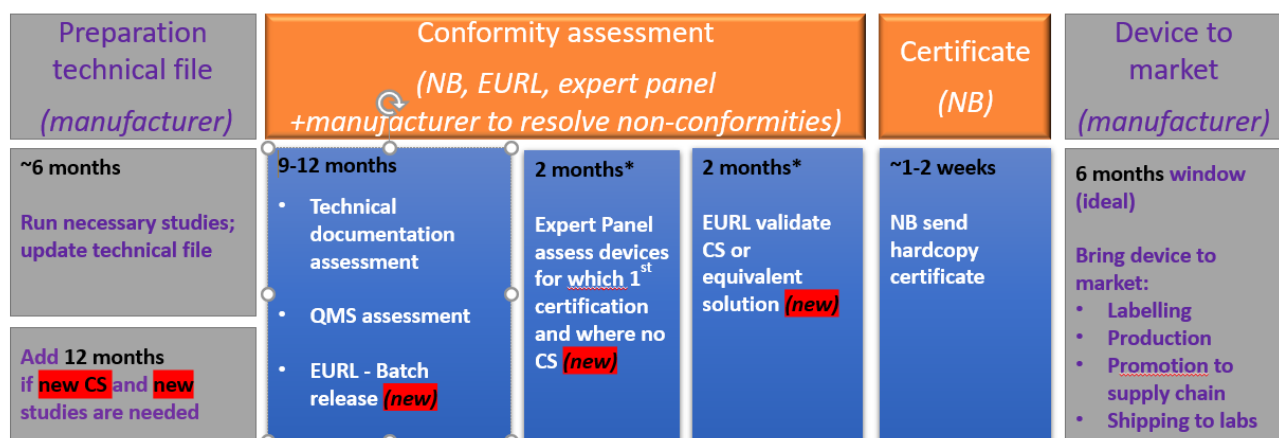 Preparation
technical file
(manufacturer)
Conformity assessment
(NB, EURL, expert panel
+manufacturer to resolve non-conformities)
Certificate
(NB)
Device to
market
(manufacturer)
~6 months
Run necessary studies;
update technical file
Add 12 months
if new CS and new
studies are needed
9-12 months
• Technical
documentation
assessment
• QMS assessment
• EURL - Batch
release (new)
2 months*
Expert Panel
assess devices
for which 1st
certification
and where no
CS (new)
2 months*
EURL validate
CS or
equivalent
solution (new)
~1-2 weeks
NB send
hardcopy
certificate
6 months window
(ideal)
Bring device to
market:
• Labelling
• Production
• Promotion to
supply chain
• Shipping to labs